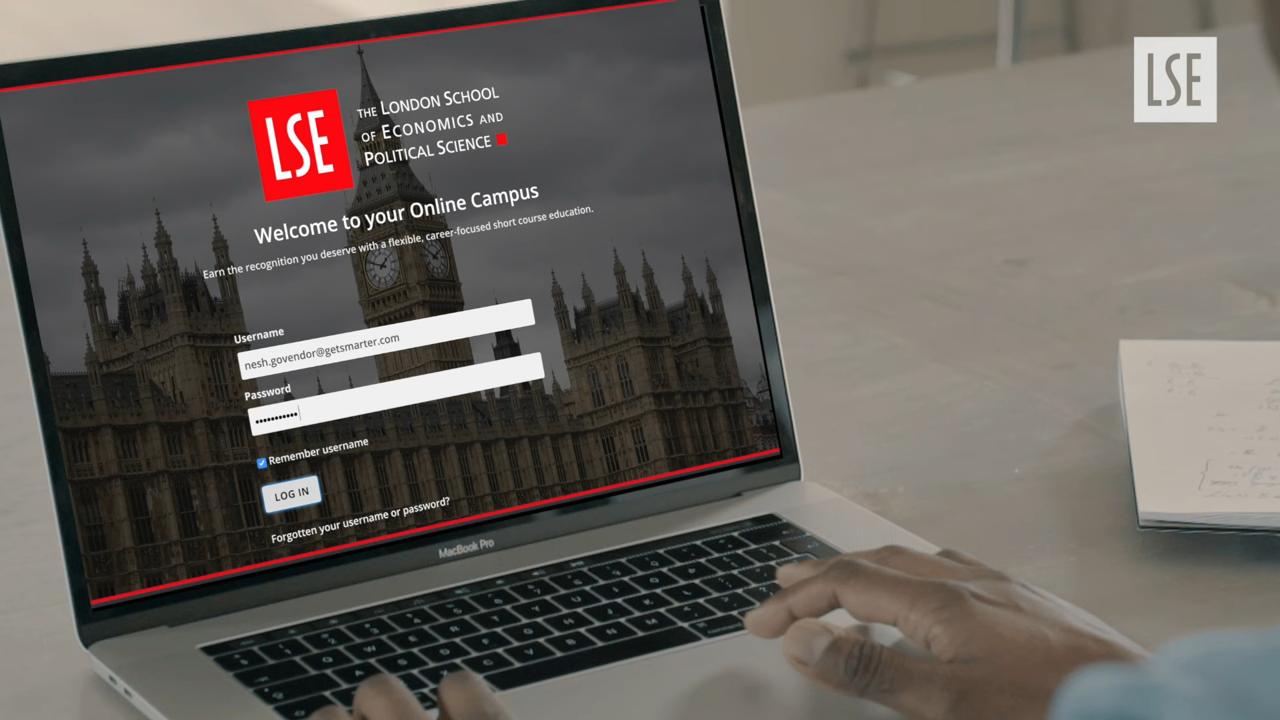 LSE
THE LONDON SCHOOL
OF ECONOMICS AND
POLITICAL SCIENCE
Welcome to your Online Campus
Earn the recognition you deserve with a flexible, career-focused short course education.
Username
nesh.govendor@getsmarter.com
Password
•••••••••••
Remember username
LOG IN
Forgotten your username or password?
MacBook Pro
LSE